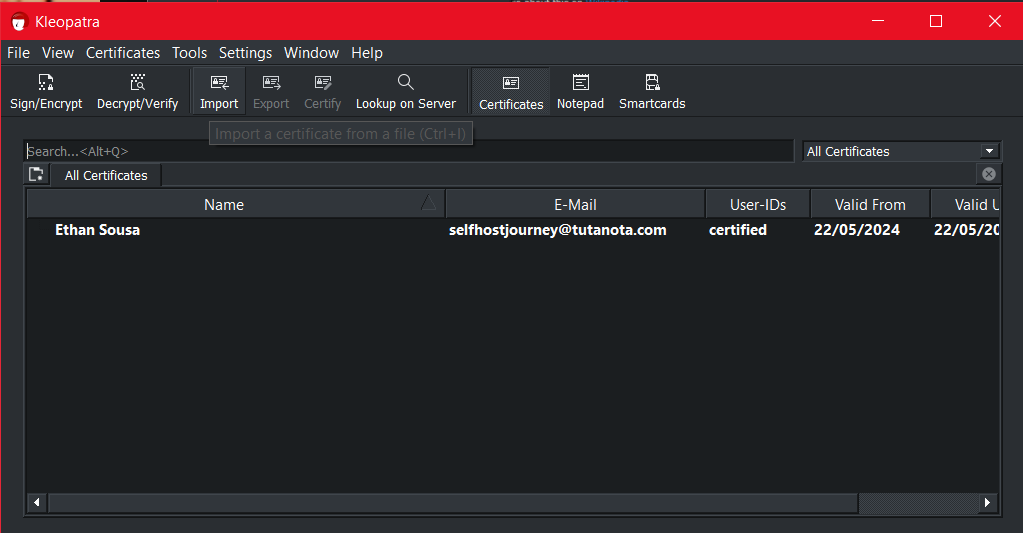 Kleopatra
File View Certificates Tools Settings Window Help
Sign/Encrypt Decrypt/Verify Import Export Certify Lookup on Server Certificates Notepad Smartcards
Import a certificate from a file (Ctrl+I)
Search...<Alt+Q> All Certificates
All Certificates
Name E-Mail User-IDs Valid From Valid U
Ethan Sousa selfhostjourney@tutanota.com certified 22/05/2024 22/05/20